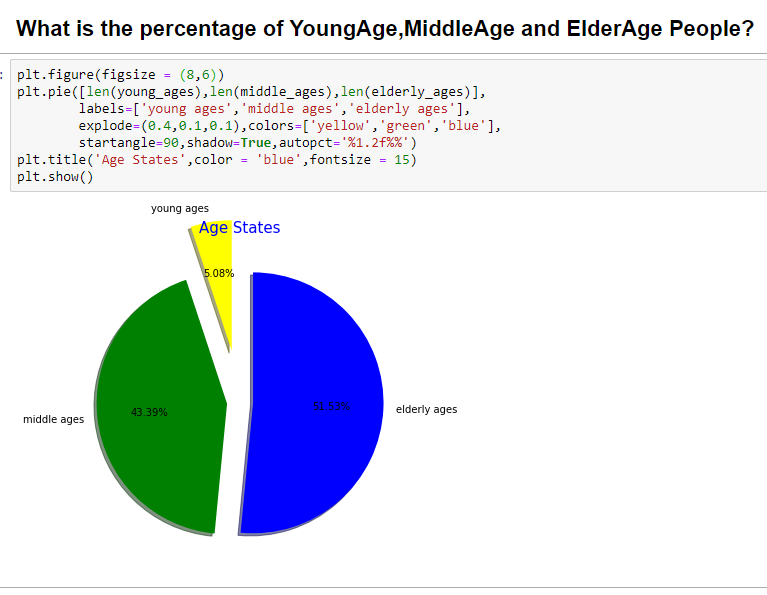 What is the percentage of YoungAge,MiddleAge and ElderAge People?
:
plt.figure(figsize = (8,6))
plt.pie([len(young_ages),len(middle_ages),len(elderly_ages)],
labels=['young ages','middle ages','elderly ages'],
explode=(0.4,0.1,0.1),colors=['yellow','green','blue'],
startangle=90,shadow=True,autopct='%1.2f%%')
plt.title('Age States',color = 'blue',fontsize = 15)
plt.show()
young ages
Age States
5.08%
43.39%
51.53%
middle ages
elderly ages